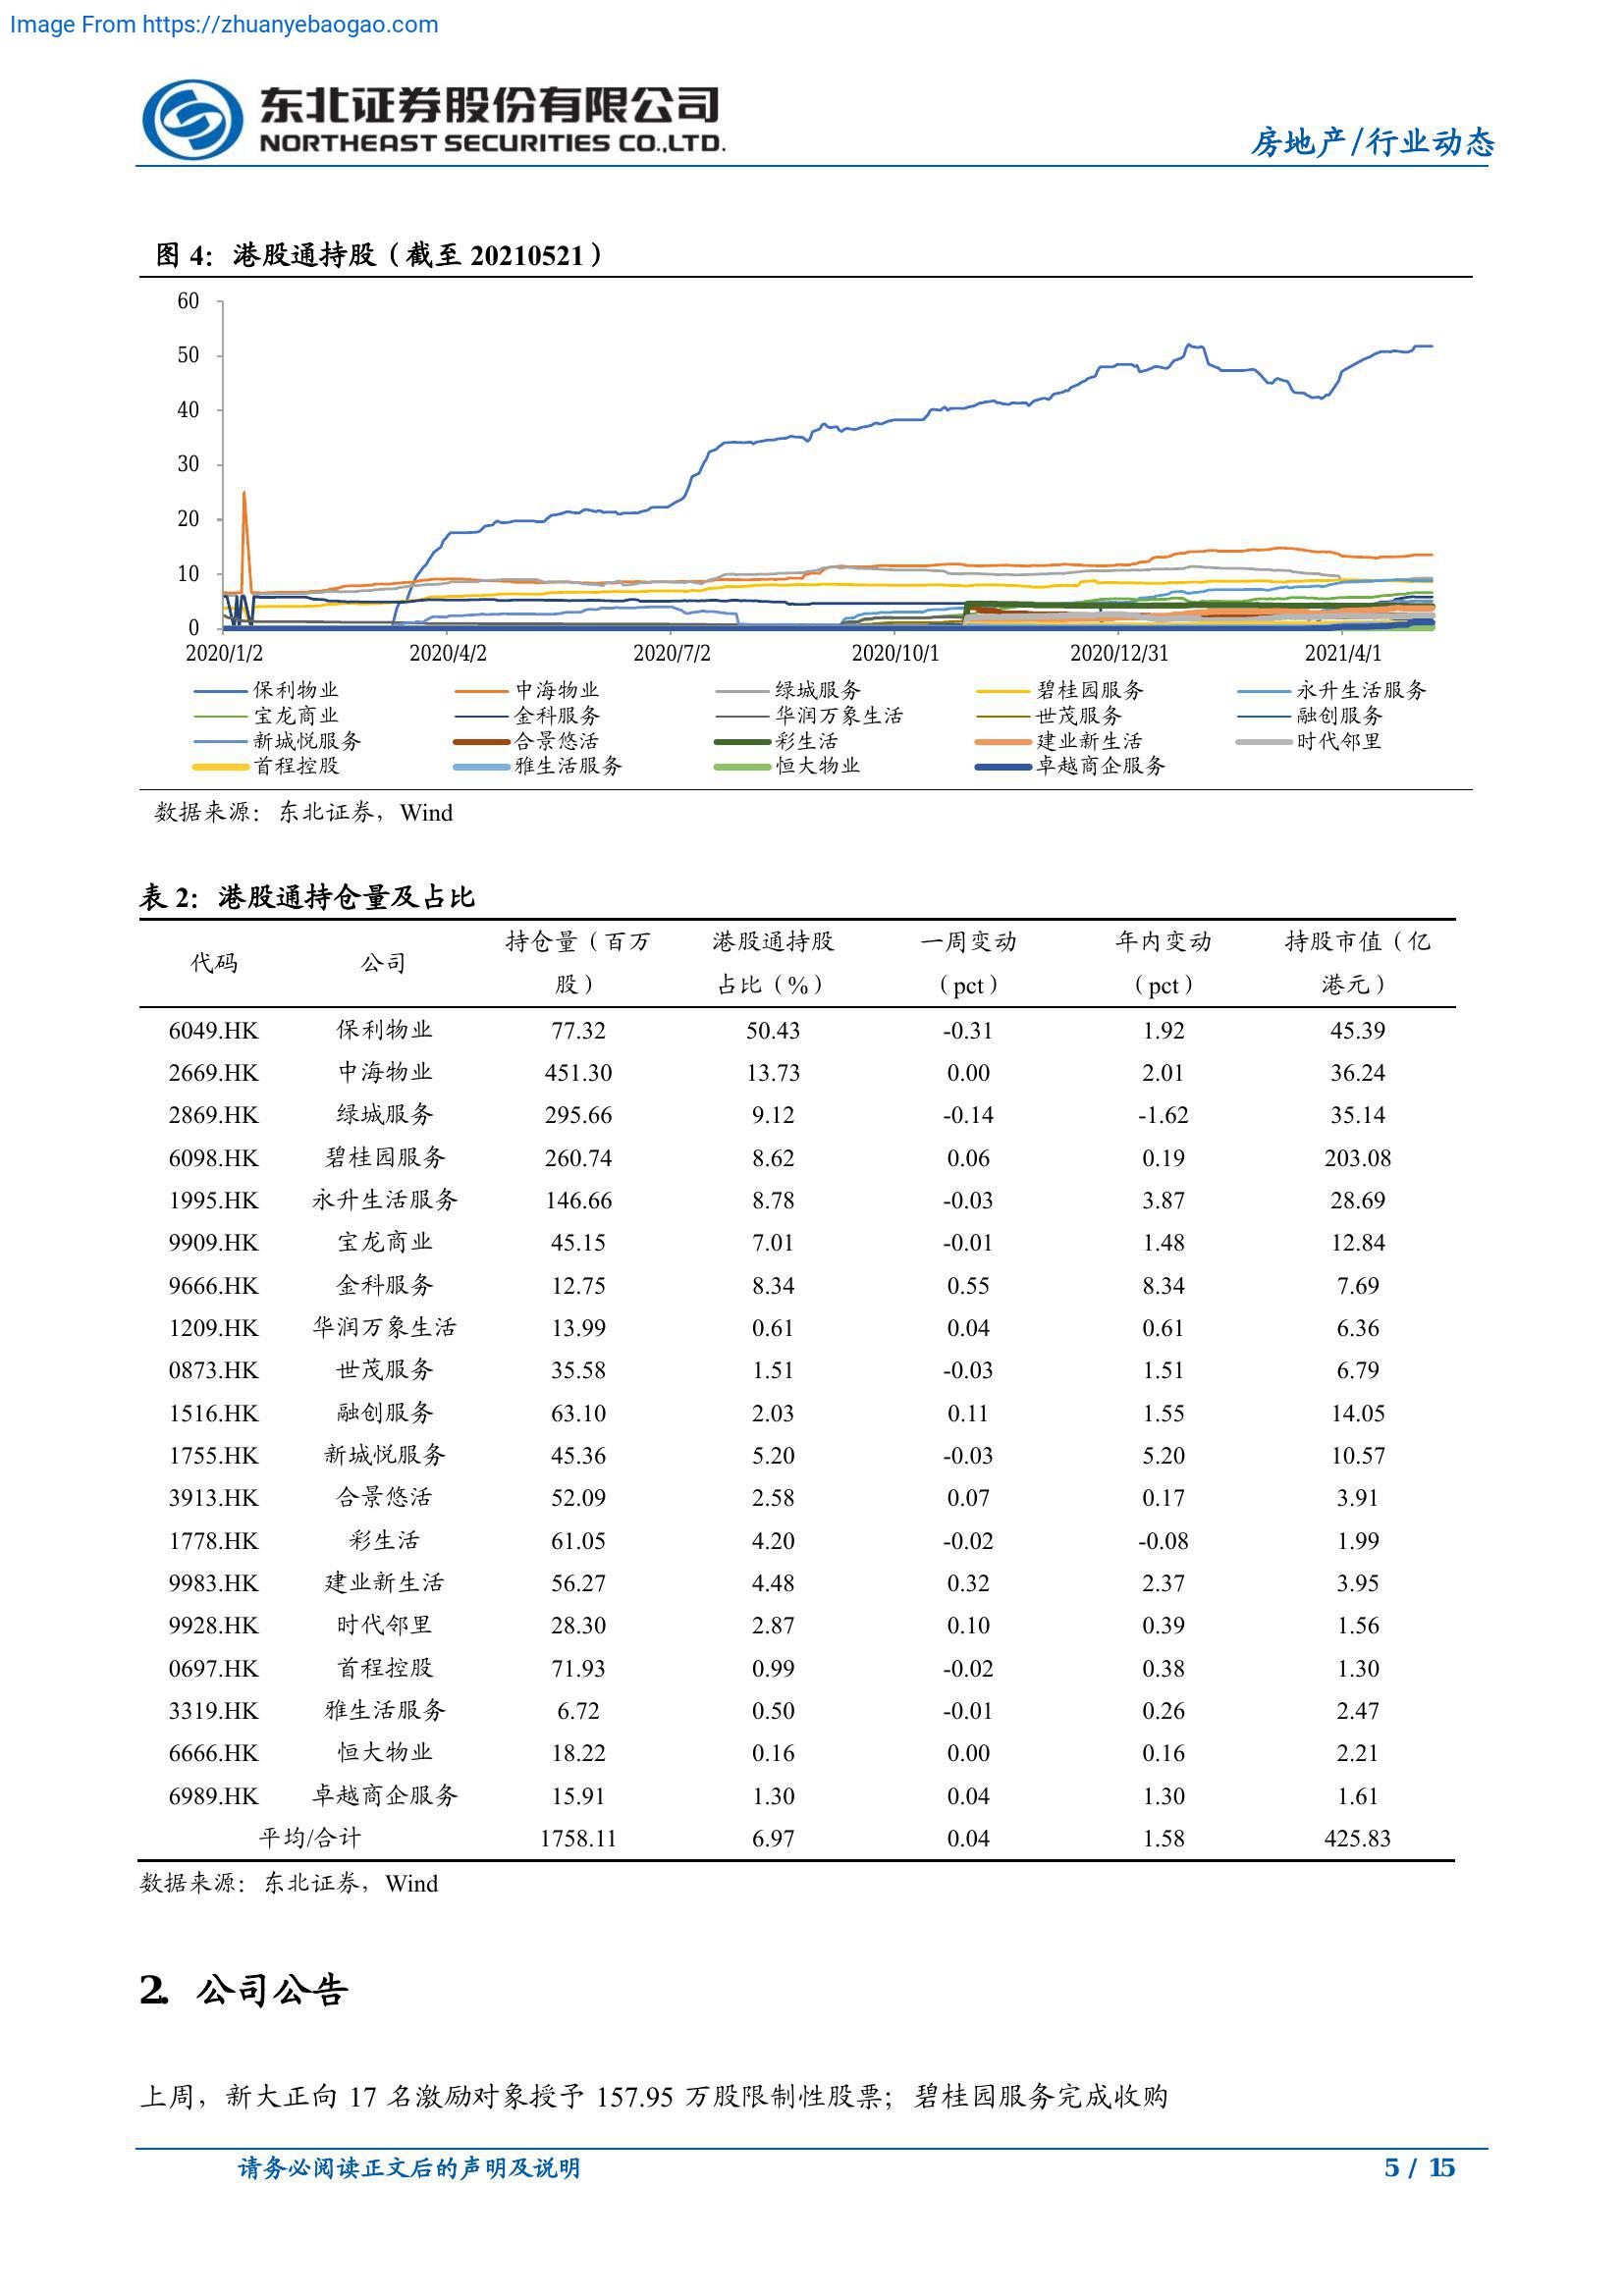 Image From https://zhuanyebaogao.com
东北证券股份有限公司
NORTHEAST SECURITIES CO.,LTD.
房地产/行业动态
图 4：港股通持股（截至 20210521）
60
50
40
30
20
10
0
2020/1/2 2020/4/2 2020/7/2 2020/10/1 2020/12/31 2021/4/1
保利物业 中海物业 绿城服务 碧桂园服务 永升生活服务
宝龙商业 金科服务 华润万象生活 世茂服务 融创服务
新城悦服务 合景悠活 彩生活 建业新生活 时代邻里
首程控股 雅生活服务 恒大物业 卓越商企服务
数据来源：东北证券，Wind
表 2：港股通持仓量及占比
代码 公司 持仓量（百万股） 港股通持股占比（%） 一周变动（pct） 年内变动（pct） 持股市值（亿港元）
6049.HK 保利物业 77.32 50.43 -0.31 1.92 45.39
2669.HK 中海物业 451.30 13.73 0.00 2.01 36.24
2869.HK 绿城服务 295.66 9.12 -0.14 -1.62 35.14
6098.HK 碧桂园服务 260.74 8.62 0.06 0.19 203.08
1995.HK 永升生活服务 146.66 8.78 -0.03 3.87 28.69
9909.HK 宝龙商业 45.15 7.01 -0.01 1.48 12.84
9666.HK 金科服务 12.75 8.34 0.55 8.34 7.69
1209.HK 华润万象生活 13.99 0.61 0.04 0.61 6.36
0873.HK 世茂服务 35.58 1.51 -0.03 1.51 6.79
1516.HK 融创服务 63.10 2.03 0.11 1.55 14.05
1755.HK 新城悦服务 45.36 5.20 -0.03 5.20 10.57
3913.HK 合景悠活 52.09 2.58 0.07 0.17 3.91
1778.HK 彩生活 61.05 4.20 -0.02 -0.08 1.99
9983.HK 建业新生活 56.27 4.48 0.32 2.37 3.95
9928.HK 时代邻里 28.30 2.87 0.10 0.39 1.56
0697.HK 首程控股 71.93 0.99 -0.02 0.38 1.30
3319.HK 雅生活服务 6.72 0.50 -0.01 0.26 2.47
6666.HK 恒大物业 18.22 0.16 0.00 0.16 2.21
6989.HK 卓越商企服务 15.91 1.30 0.04 1.30 1.61
平均/合计 1758.11 6.97 0.04 1.58 425.83
数据来源：东北证券，Wind
2. 公司公告
上周，新大正向 17 名激励对象授予 157.95 万股限制性股票；碧桂园服务完成收购
请务必阅读正文后的声明及说明
5 / 15